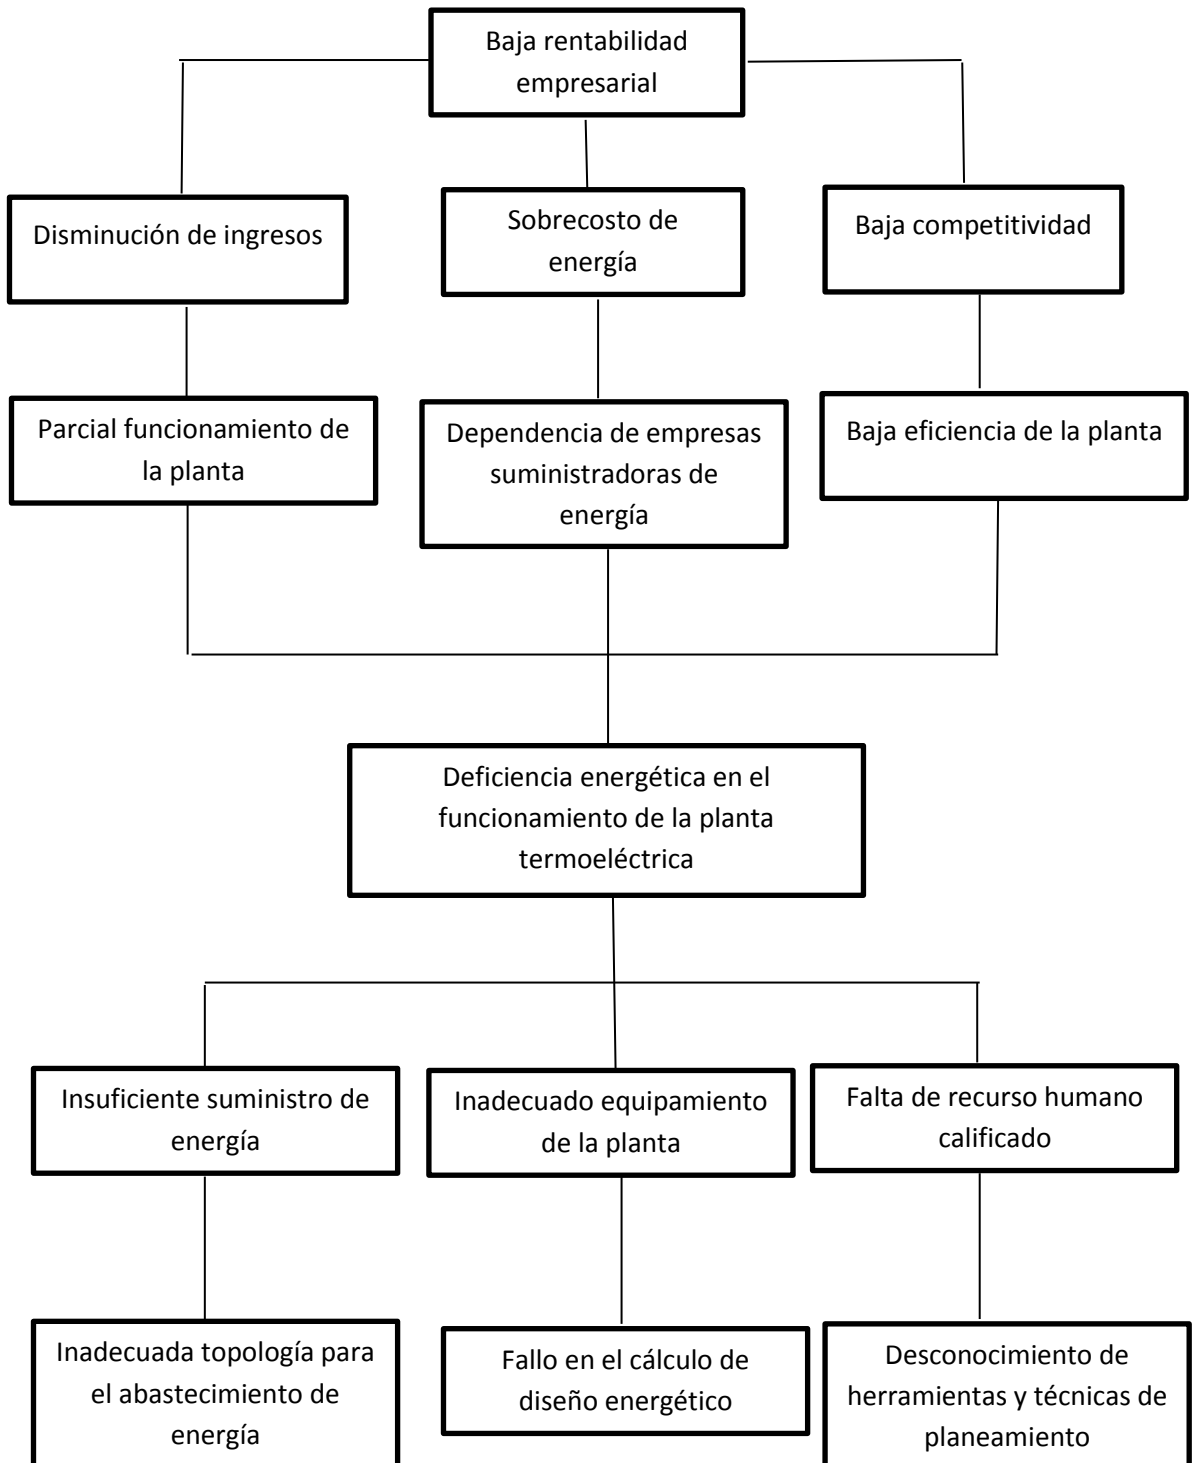 Baja rentabilidad
empresarial
Disminución de ingresos
Sobrecosto de
energía
Baja competitividad
Parcial funcionamiento de
la planta
Dependencia de empresas
suministradoras de
energía
Baja eficiencia de la planta
Deficiencia energética en el
funcionamiento de la planta
termoeléctrica
Insuficiente suministro de
energía
Inadecuado equipamiento
de la planta
Falta de recurso humano
calificado
Inadecuada topología para
el abastecimiento de
energía
Fallo en el cálculo de
diseño energético
Desconocimiento de
herramientas y técnicas de
planeamiento